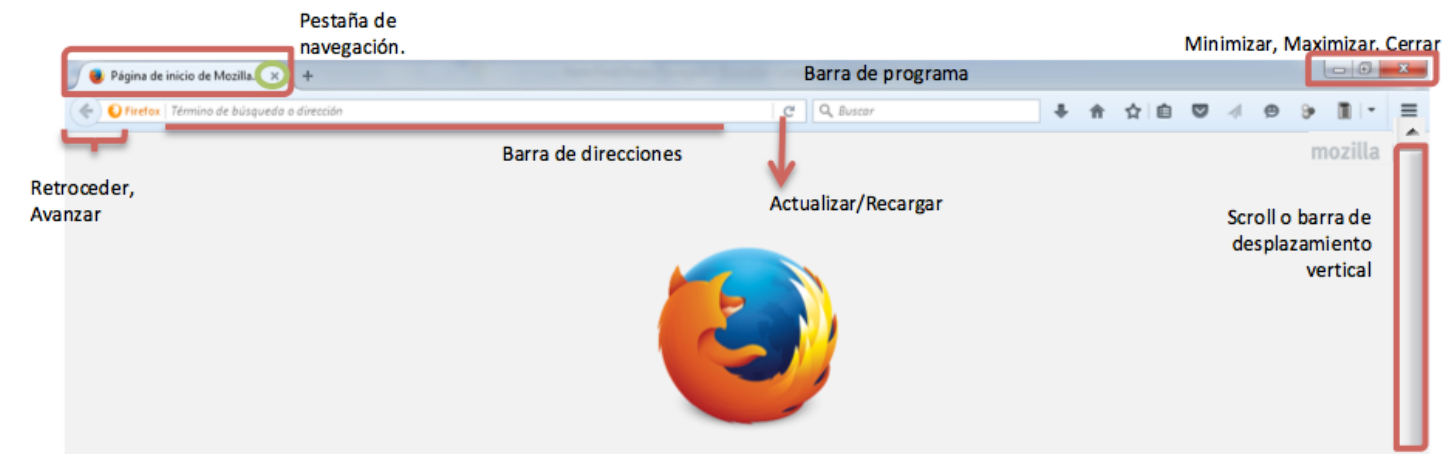 Pestaña de
navegación.
Minimizar, Maximizar, Cerrar
Página de inicio de Mozilla...
Barra de programa
Firefox
Término de búsqueda o dirección
Buscar
Barra de direcciones
mozilla
Retroceder,
Avanzar
Actualizar/Recargar
Scroll o barra de
desplazamiento
vertical